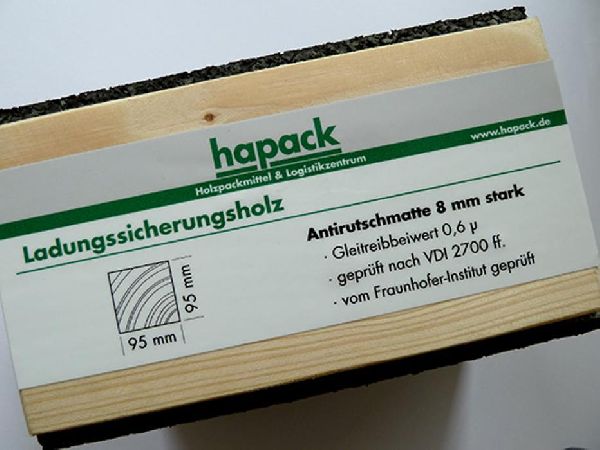 hapack
Holzpackmittel & Logistikzentrum
www.hapack.de
Ladungssicherungsholz
Antirutschmatte 8 mm stark
· Gleitreibbeiwert 0,6 µ
· geprüft nach VDI 2700 ff.
· vom Fraunhofer-Institut geprüft
95 mm
95 mm